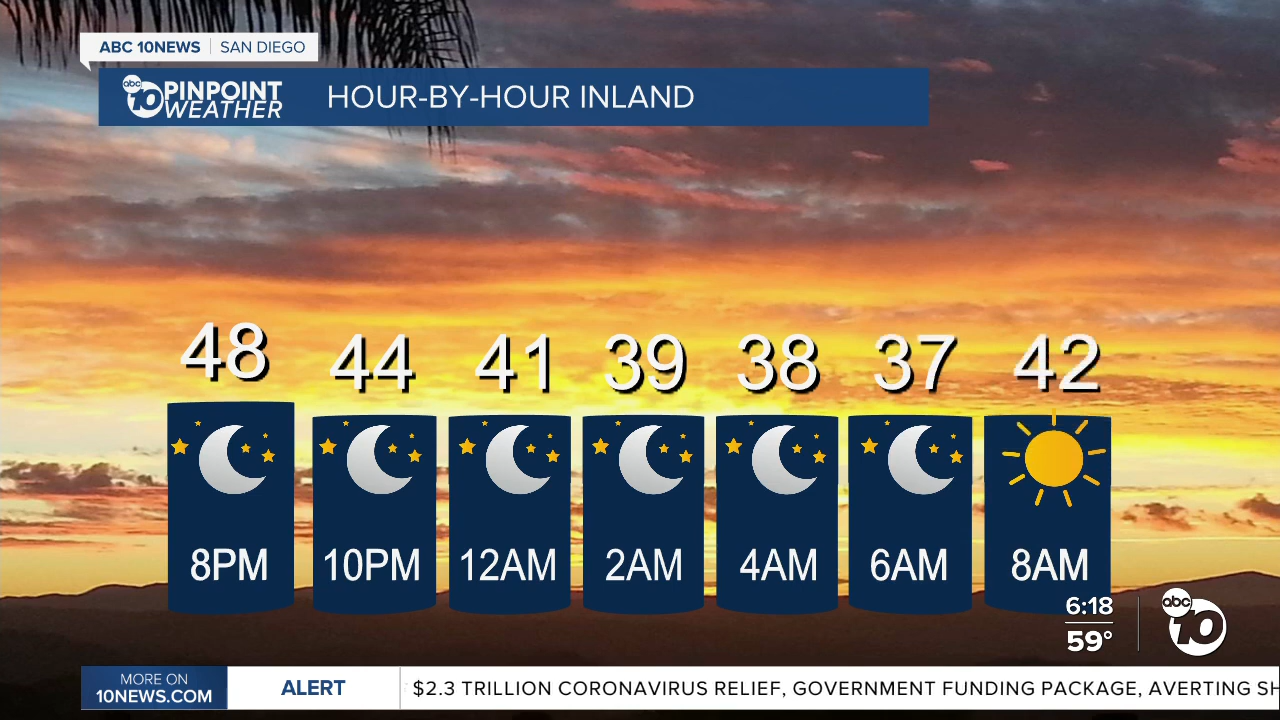 ABC 10NEWS | SAN DIEGO
abc 10 PINPOINT WEATHER
HOUR-BY-HOUR INLAND
48 44 41 39 38 37 42
8PM 10PM 12AM 2AM 4AM 6AM 8AM
6:18
59°
abc 10
MORE ON
10NEWS.COM
ALERT
$2.3 TRILLION CORONAVIRUS RELIEF, GOVERNMENT FUNDING PACKAGE, AVERTING SH